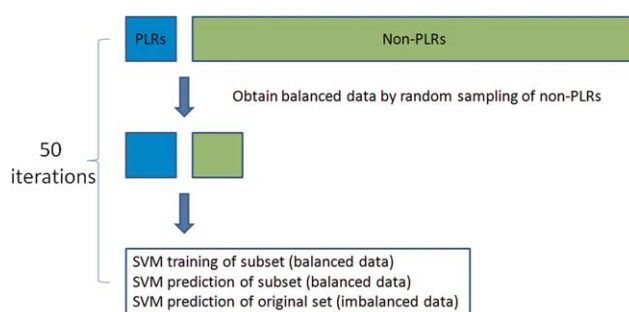 PLRs
Non-PLRs
Obtain balanced data by random sampling of non-PLRs
50
iterations
SVM training of subset (balanced data)
SVM prediction of subset (balanced data)
SVM prediction of original set (imbalanced data)